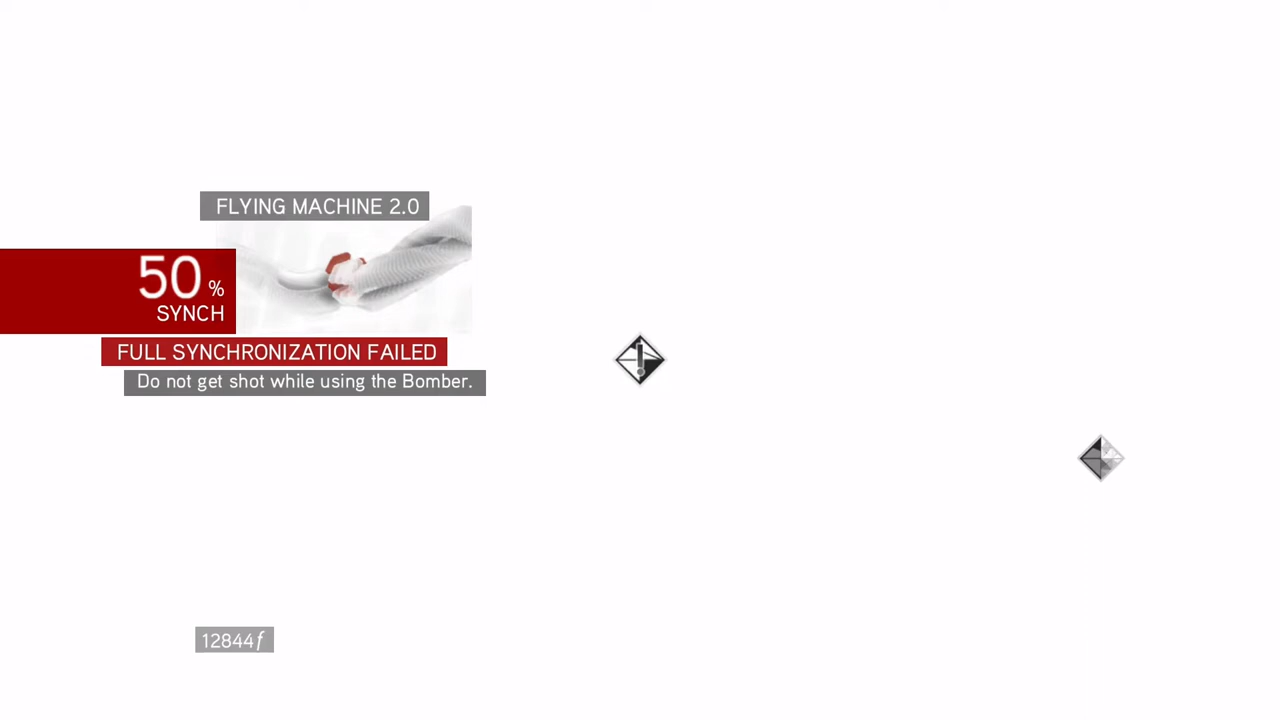 FLYING MACHINE 2.0
50 %
SYNCH
FULL SYNCHRONIZATION FAILED
Do not get shot while using the Bomber.
12844ƒ